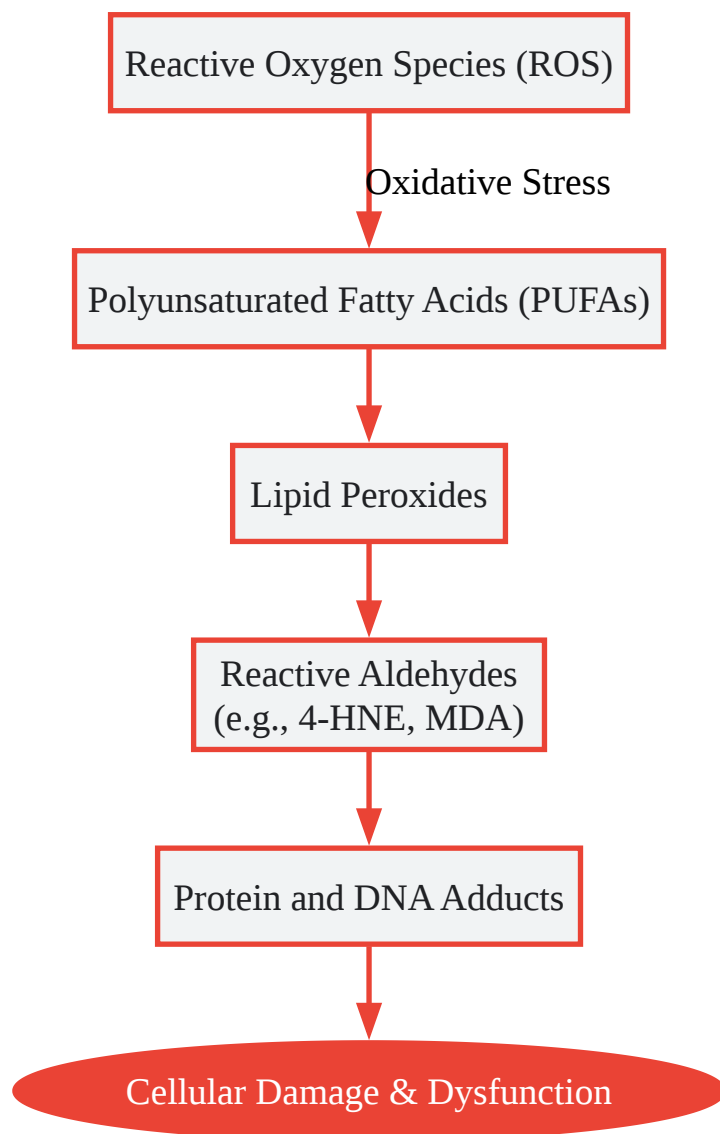 Reactive Oxygen Species (ROS)
Oxidative Stress
Polyunsaturated Fatty Acids (PUFAs)
Lipid Peroxides
Reactive Aldehydes
(e.g., 4-HNE, MDA)
Protein and DNA Adducts
Cellular Damage & Dysfunction